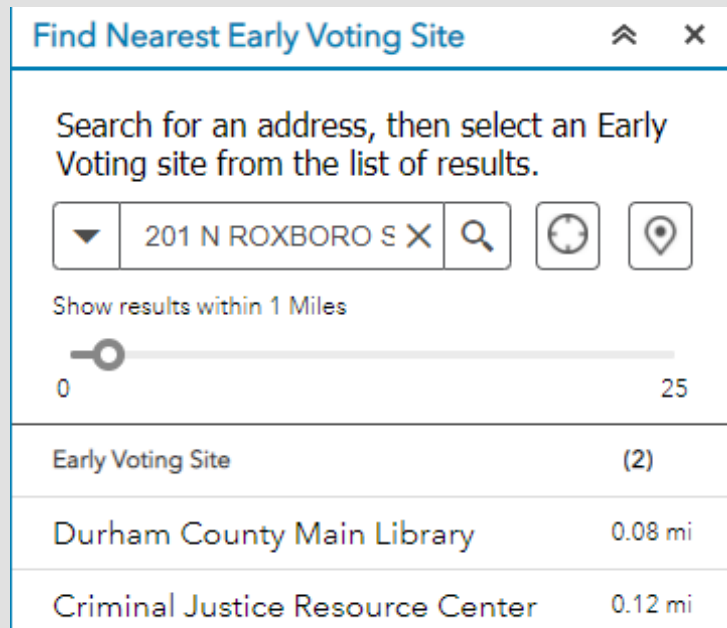 Find Nearest Early Voting Site
Search for an address, then select an Early
Voting site from the list of results.
201 N ROXBORO S
Show results within 1 Miles
0 25
Early Voting Site (2)
Durham County Main Library 0.08 mi
Criminal Justice Resource Center 0.12 mi